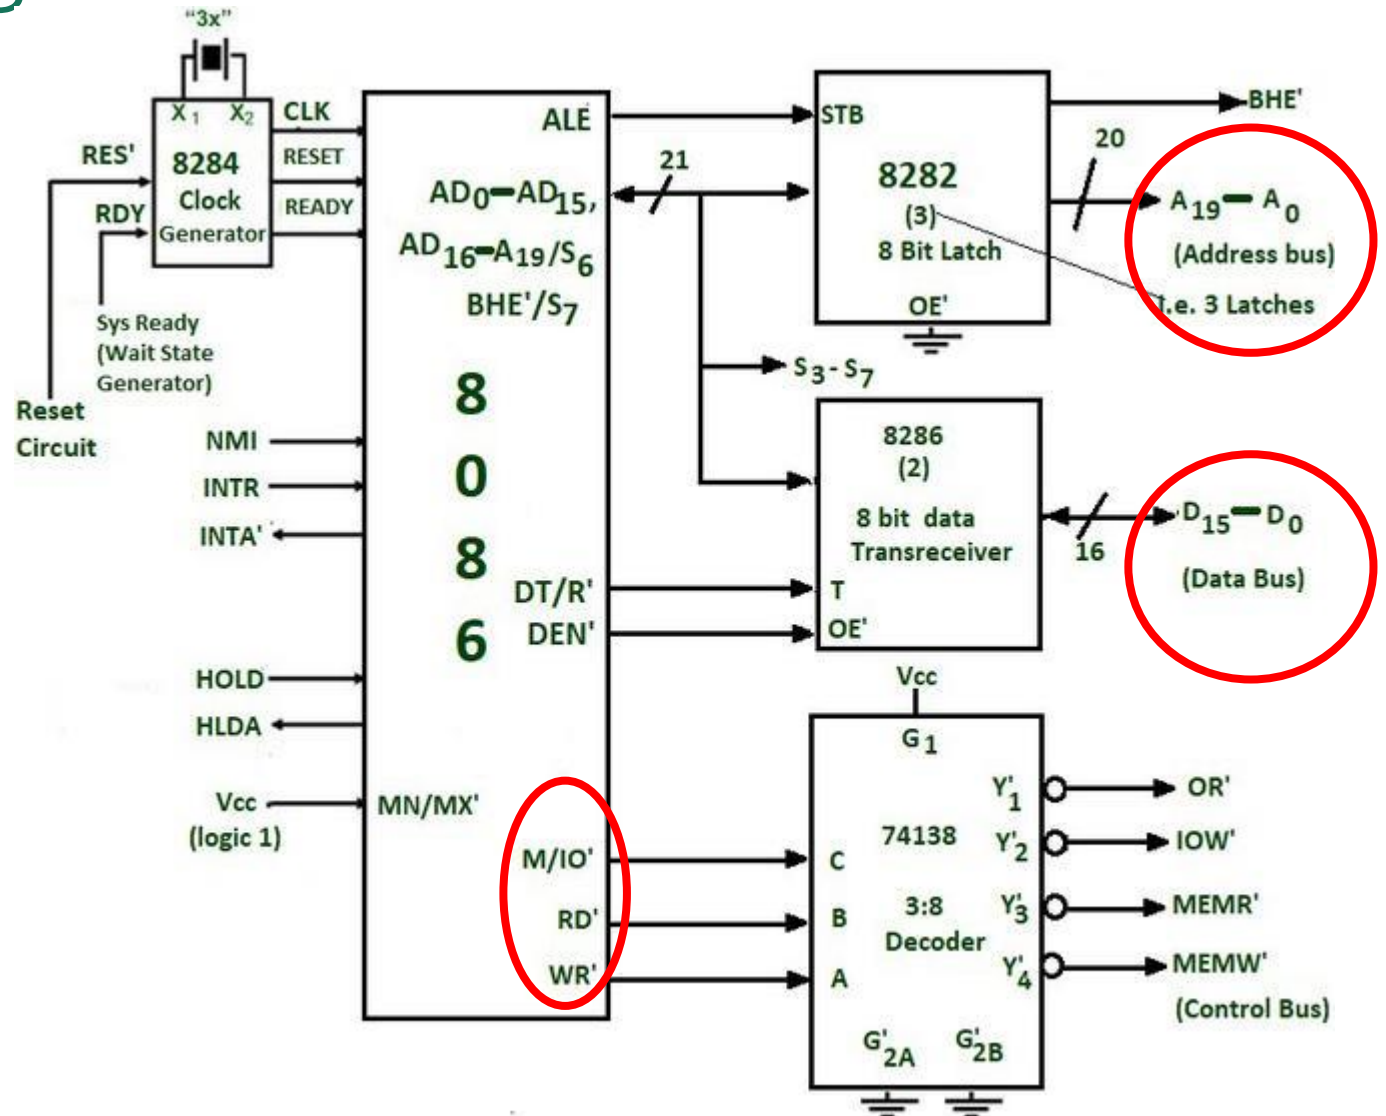 "3x"
X1 X2
8284
Clock
Generator
CLK
RESET
READY
RES'
RDY
Sys Ready
(Wait State
Generator)
Reset
Circuit
NMI
INTR
INTA'
HOLD
HLDA
Vcc
(logic 1)
MN/MX'
ALE
AD0-AD15,
AD16-A19/S6
BHE'/S7
8
0
8
6
DT/R'
DEN'
M/IO'
RD'
WR'
21
S3-S7
STB
8282
(3)
8 Bit Latch
OE'
BHE'
20
A19-A0
(Address bus)
i.e. 3 Latches
8286
(2)
8 bit data
Transreceiver
T
OE'
16
D15-D0
(Data Bus)
Vcc
G1
74138
3:8
Decoder
C
B
A
Y'1
Y'2
Y'3
Y'4
G'2A G'2B
OR'
IOW'
MEMR'
MEMW'
(Control Bus)